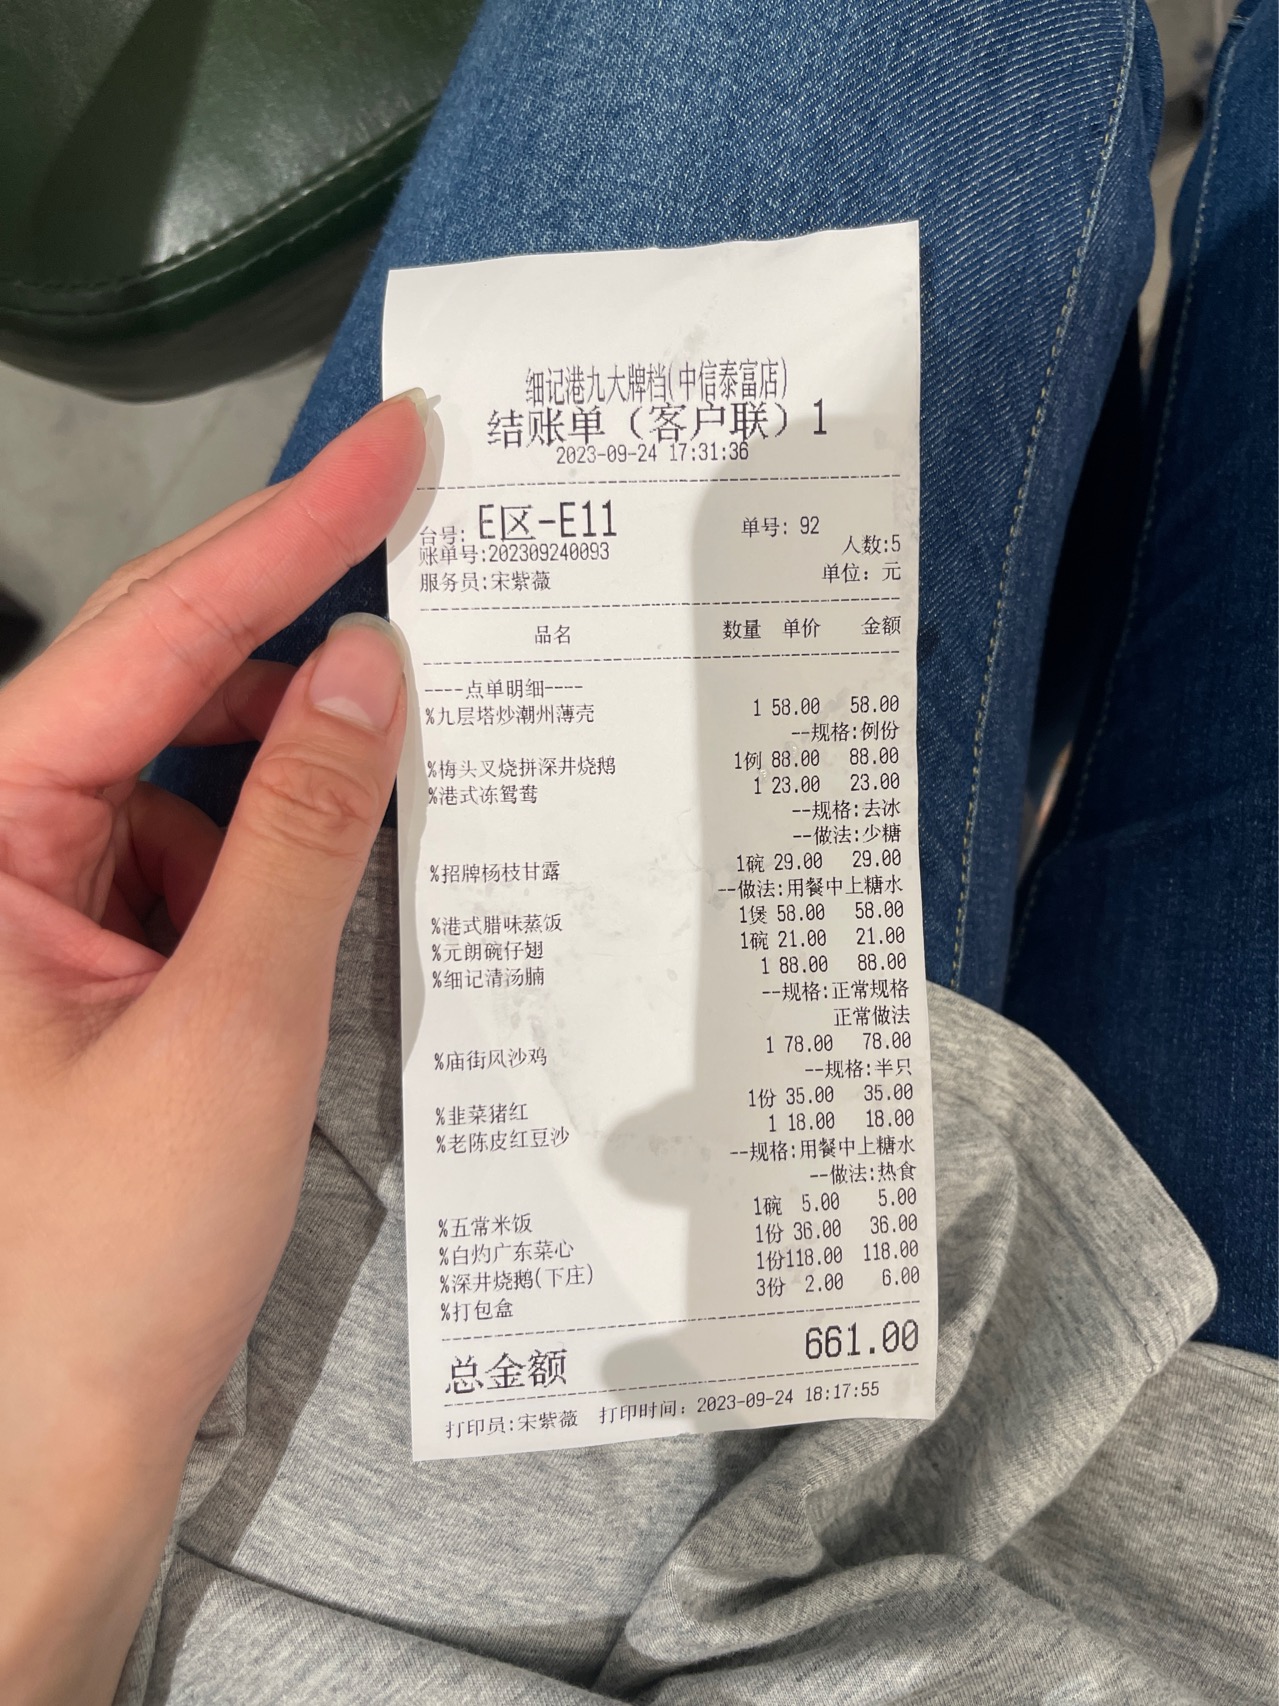 细记港九大牌档(中信泰富店)
结账单（客户联）1
2023-09-24 17:31:36
台号: E区-E11 单号: 92
账单号:202309240093 人数:5
服务员:宋紫薇 单位: 元
品名 数量 单价 金额
----点单明细----
%九层塔炒潮州薄壳 1 58.00 58.00
--规格:例份
%梅头叉烧拼深井烧鹅 1例 88.00 88.00
%港式冻鸳鸯 1 23.00 23.00
--规格:去冰
--做法:少糖
%招牌杨枝甘露 1碗 29.00 29.00
--做法:用餐中上糖水
%港式腊味蒸饭 1煲 58.00 58.00
%元朗碗仔翅 1碗 21.00 21.00
%细记清汤腩 1 88.00 88.00
--规格:正常规格
正常做法
%庙街风沙鸡 1 78.00 78.00
--规格:半只
%韭菜猪红 1份 35.00 35.00
%老陈皮红豆沙 1 18.00 18.00
--规格:用餐中上糖水
--做法:热食
%五常米饭 1碗 5.00 5.00
%白灼广东菜心 1份 36.00 36.00
%深井烧鹅(下庄) 1份118.00 118.00
%打包盒 3份 2.00 6.00
总金额 661.00
打印员:宋紫薇 打印时间: 2023-09-24 18:17:55